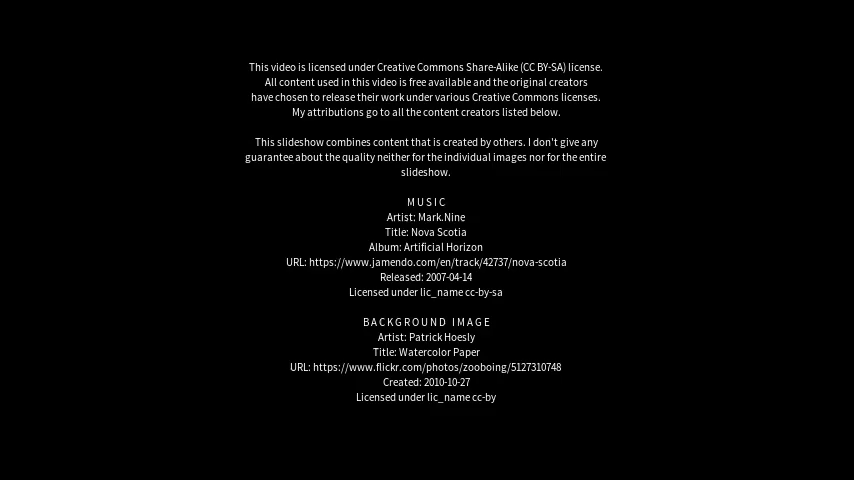 This video is licensed under Creative Commons Share-Alike (CC BY-SA) license.
All content used in this video is free available and the original creators
have chosen to release their work under various Creative Commons licenses.
My attributions go to all the content creators listed below.
This slideshow combines content that is created by others. I don't give any
guarantee about the quality neither for the individual images nor for the entire
slideshow.
MUSIC
Artist: Mark.Nine
Title: Nova Scotia
Album: Artificial Horizon
URL: https://www.jamendo.com/en/track/42737/nova-scotia
Released: 2007-04-14
Licensed under lic_name cc-by-sa
BACKGROUND IMAGE
Artist: Patrick Hoesly
Title: Watercolor Paper
URL: https://www.flickr.com/photos/zooboing/5127310748
Created: 2010-10-27
Licensed under lic_name cc-by